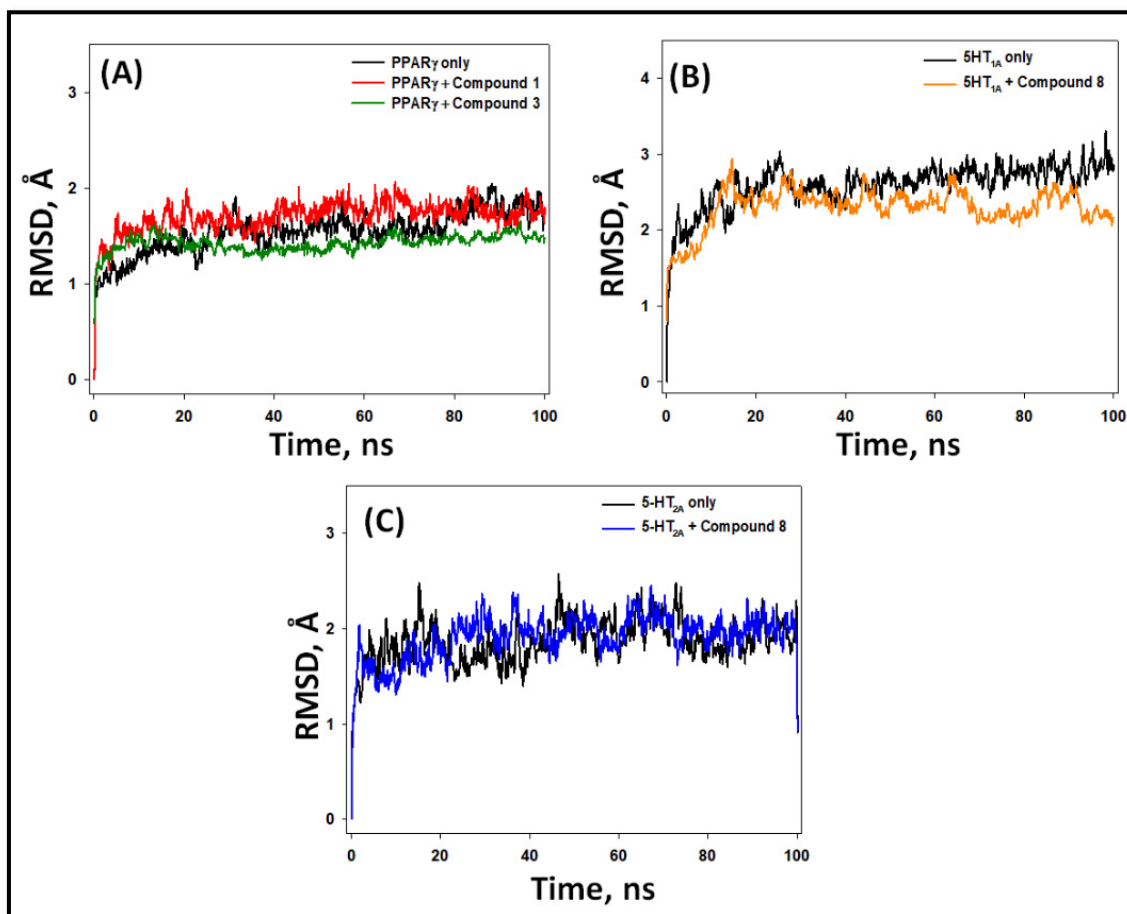 (A)
PPARγ only
PPARγ + Compound 1
PPARγ + Compound 3
RMSD, Å
3
2
1
0
0 20 40 60 80 100
Time, ns
(B)
5HT1A only
5HT1A + Compound 8
RMSD, Å
4
3
2
1
0
0 20 40 60 80 100
Time, ns
(C)
5-HT2A only
5-HT2A + Compound 8
RMSD, Å
3
2
1
0
0 20 40 60 80 100
Time, ns